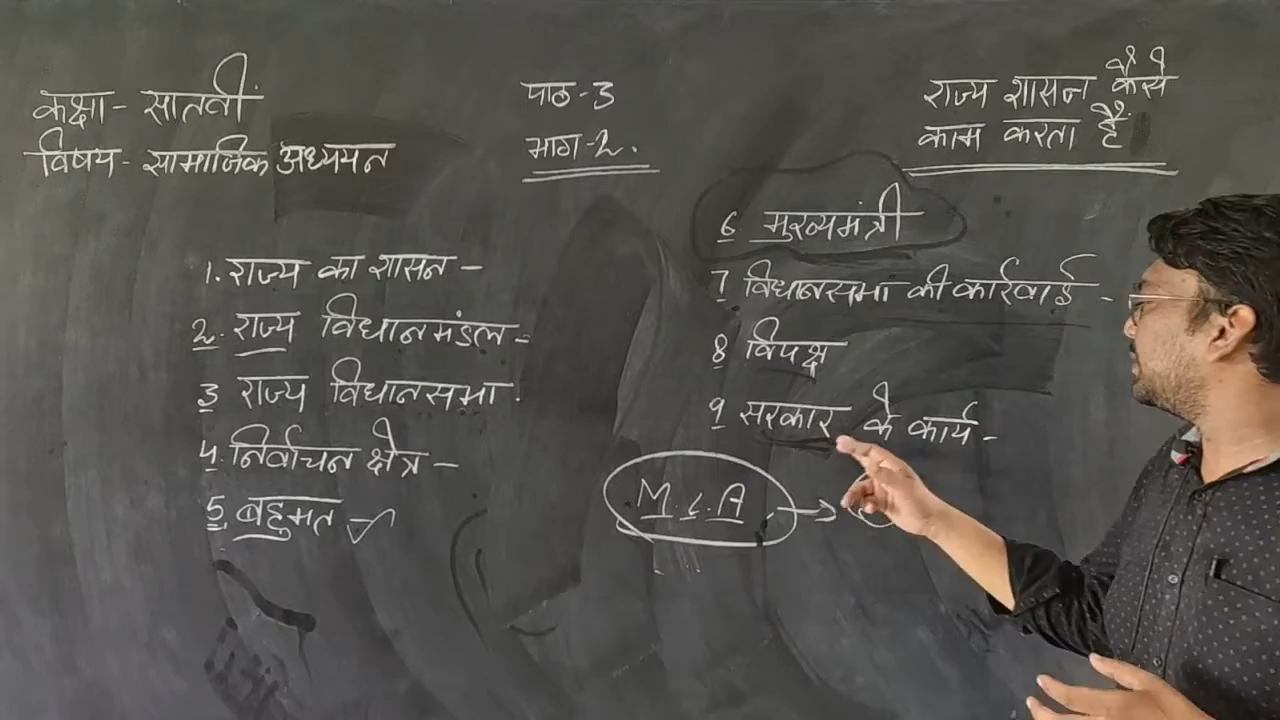 कक्षा - सातवीं
विषय - सामाजिक अध्ययन
पाठ - 3
भाग - 2.
राज्य शासन कैसे
काम करता है
1. राज्य का शासन -
2. राज्य विधानमंडल -
3 राज्य विधानसभा .
4. निर्वाचन क्षेत्र -
5. बहुमत
6 मुख्यमंत्री
7 विधानसभा की कार्रवाई -
8 विपक्ष
9 सरकार के कार्य -
M.L.A →